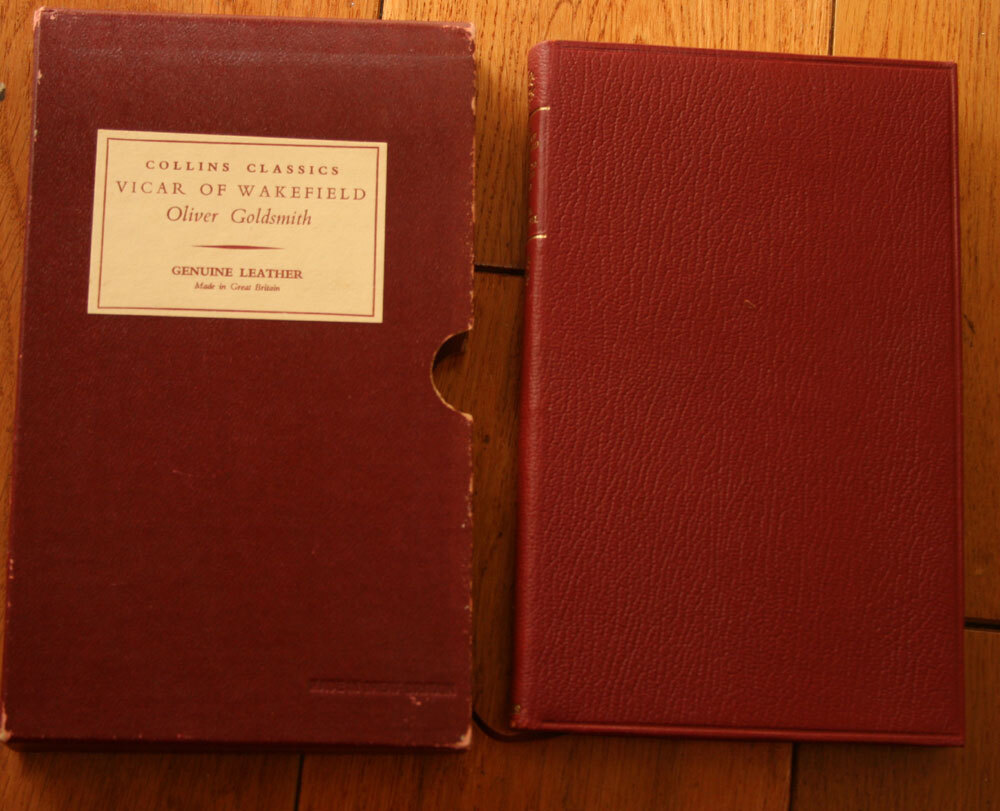 COLLINS CLASSICS
VICAR OF WAKEFIELD
Oliver Goldsmith
GENUINE LEATHER
Made in Great Britain